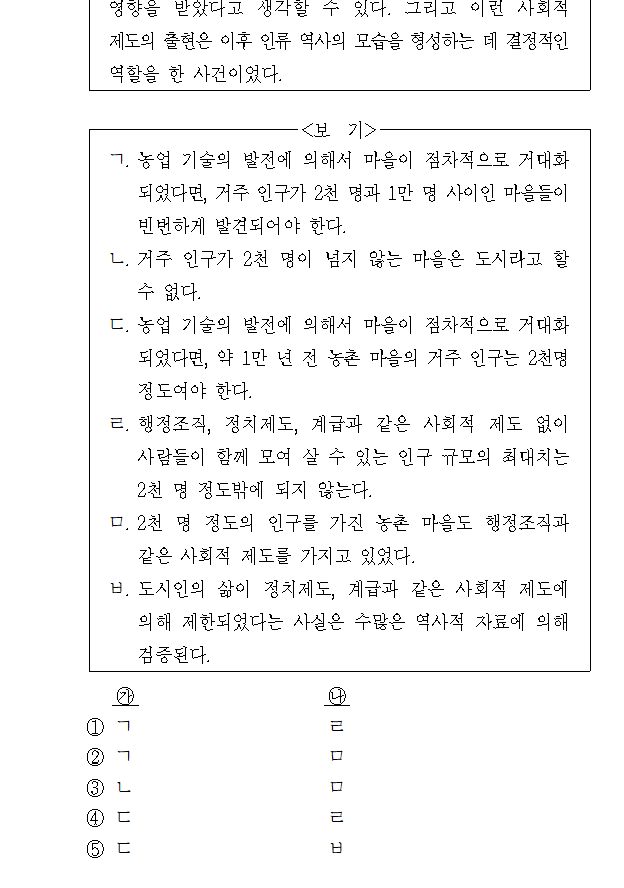 영향을 받았다고 생각할 수 있다. 그리고 이런 사회적
제도의 출현은 이후 인류 역사의 모습을 형성하는 데 결정적인
역할을 한 사건이었다.
<보 기>
ㄱ. 농업 기술의 발전에 의해서 마을이 점차적으로 거대화
되었다면, 거주 인구가 2천 명과 1만 명 사이인 마을들이
빈번하게 발견되어야 한다.
ㄴ. 거주 인구가 2천 명이 넘지 않는 마을은 도시라고 할
수 없다.
ㄷ. 농업 기술의 발전에 의해서 마을이 점차적으로 거대화
되었다면, 약 1만 년 전 농촌 마을의 거주 인구는 2천명
정도여야 한다.
ㄹ. 행정조직, 정치제도, 계급과 같은 사회적 제도 없이
사람들이 함께 모여 살 수 있는 인구 규모의 최대치는
2천 명 정도밖에 되지 않는다.
ㅁ. 2천 명 정도의 인구를 가진 농촌 마을도 행정조직과
같은 사회적 제도를 가지고 있었다.
ㅂ. 도시인의 삶이 정치제도, 계급과 같은 사회적 제도에
의해 제한되었다는 사실은 수많은 역사적 자료에 의해
검증된다.
㉮ ㉯
① ㄱ ㄹ
② ㄱ ㅁ
③ ㄴ ㅁ
④ ㄷ ㄹ
⑤ ㄷ ㅂ